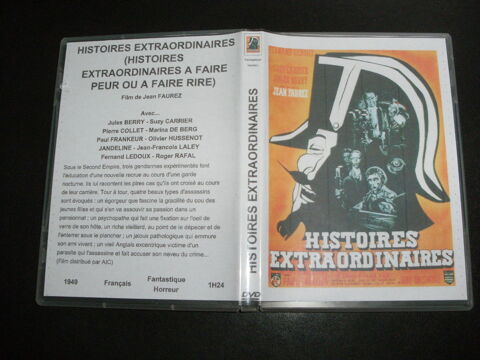 HISTOIRES EXTRAORDINAIRES
(HISTOIRES
EXTRAORDINAIRES A FAIRE
PEUR OU A FAIRE RIRE)
Film de Jean FAUREZ
Avec...
Jules BERRY - Suzy CARRIER
Pierre COLLET - Marina DE BERG
Paul FRANKEUR - Olivier HUSSENOT
JANDELINE - Jean-Francois LALEY
Fernand LEDOUX - Roger RAFAL
Sous le Second Empire, trois gendarmes expérimentés font
l'éducation d'une nouvelle recrue au cours d'une garde
nocturne. Ils lui racontent les pires cas qu'ils ont croisé au cours
de leur carrière. Tour à tour, quatre beaux types d'assassins
sont évoqués : un égorgeur que fascine la gracilité du cou des
jeunes filles et qui s'en va assouvir sa passion dans un
pensionnat ; un psychopathe qui fait une fixation sur l'oeil de
verre de son hôte, un riche vieillard, au point de le dépecer et de
l'enterrer sous le plancher ; un jaloux pathologique qui emmure
son ami vivant ; un vieil Anglais excentrique victime d'un
parasite qui l'assassine et fait accuser son neveu du crime...
(Film distribué par AIC)
1949 Français Fantastique Horreur 1H24
Fantastique
Horreur
HISTOIRES EXTRAORDINAIRES
DVD
JEAN FAUREZ
HISTOIRES
EXTRAORDINAIRES